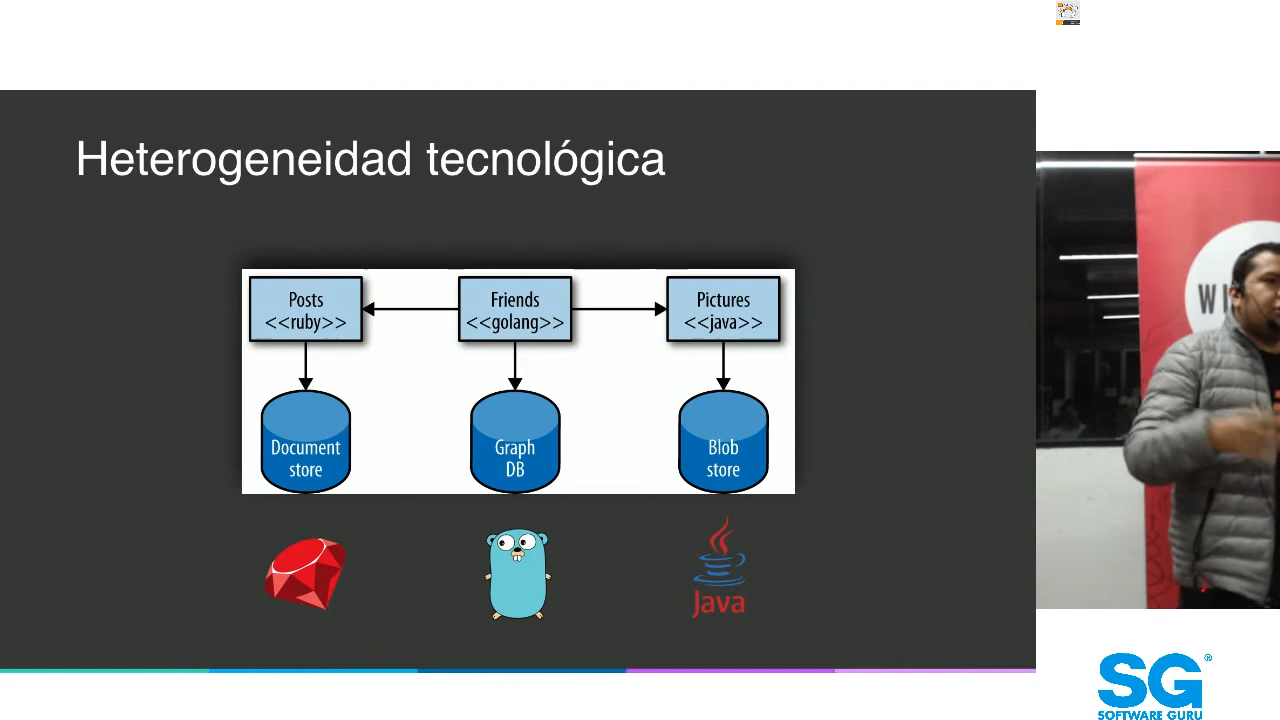 Heterogeneidad tecnológica
Posts
<<ruby>>
Friends
<<golang>>
Pictures
<<java>>
Document
store
Graph
DB
Blob
store
Java
W
SG®
SOFTWARE GURU